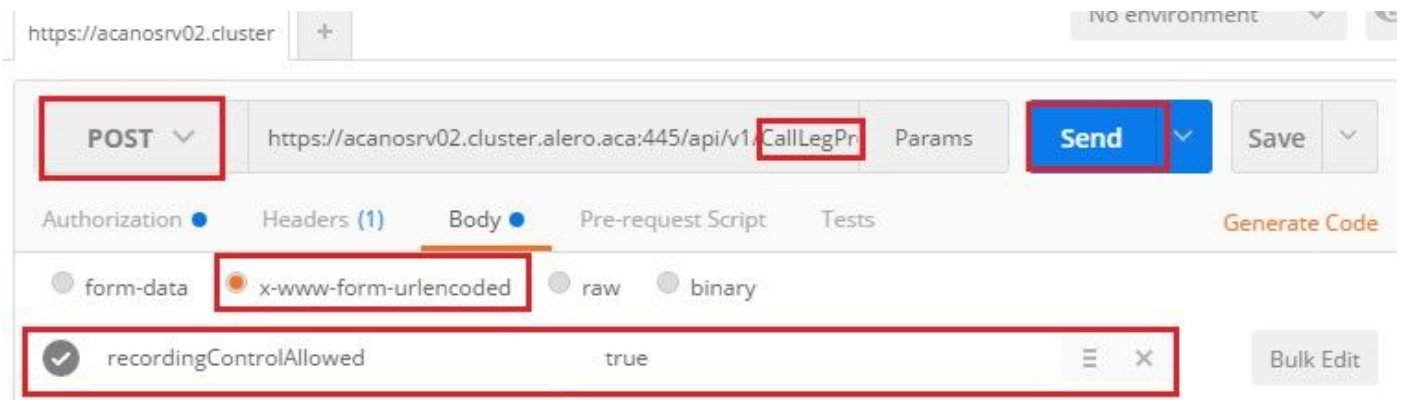 https://acanosrv02.cluster + No environment
POST https://acanosrv02.cluster.alero.aca:445/api/v1/CallLegPr Params Send Save
Authorization Headers (1) Body Pre-request Script Tests Generate Code
form-data x-www-form-urlencoded raw binary
recordingControlAllowed true Bulk Edit